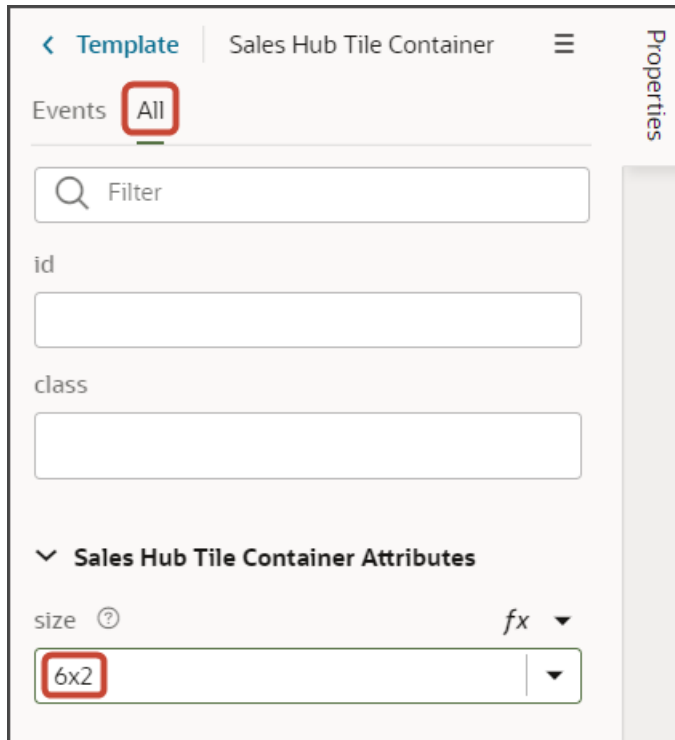 Template Sales Hub Tile Container
Properties
Events All
Filter
id
class
Sales Hub Tile Container Attributes
size fx
6x2